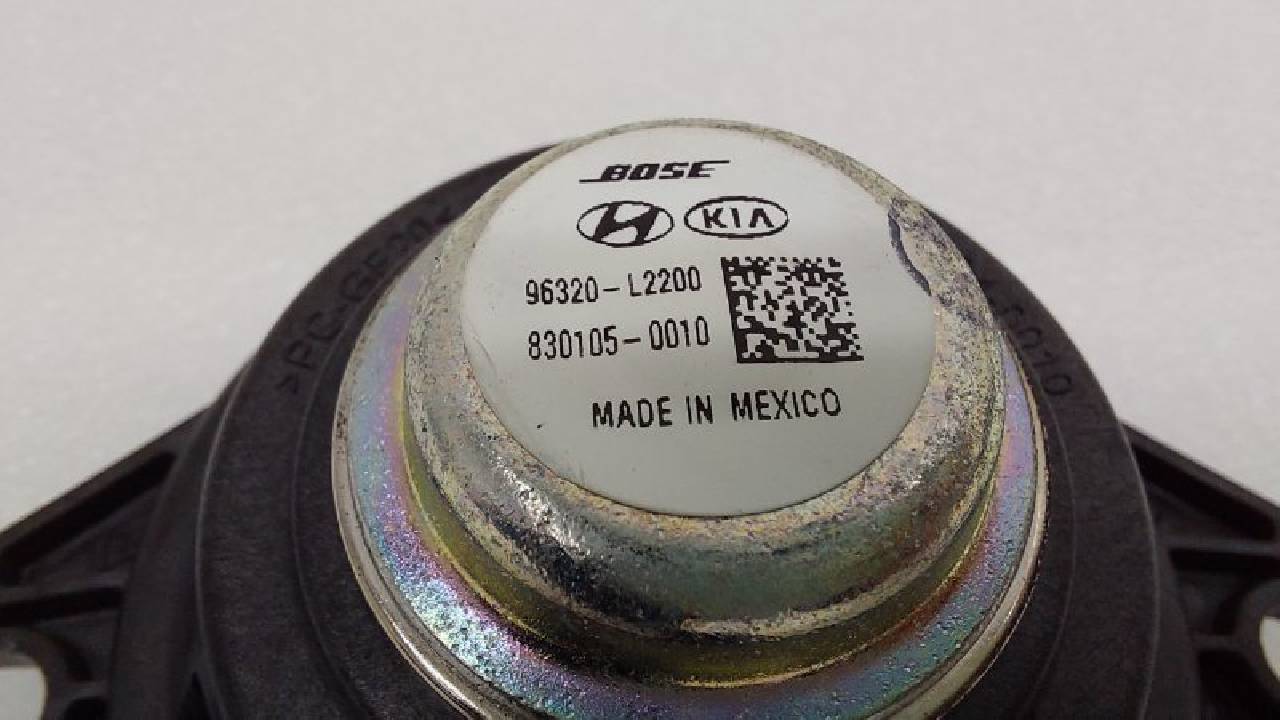 BOSE
KIA
96320-L2200
830105-0010
MADE IN MEXICO